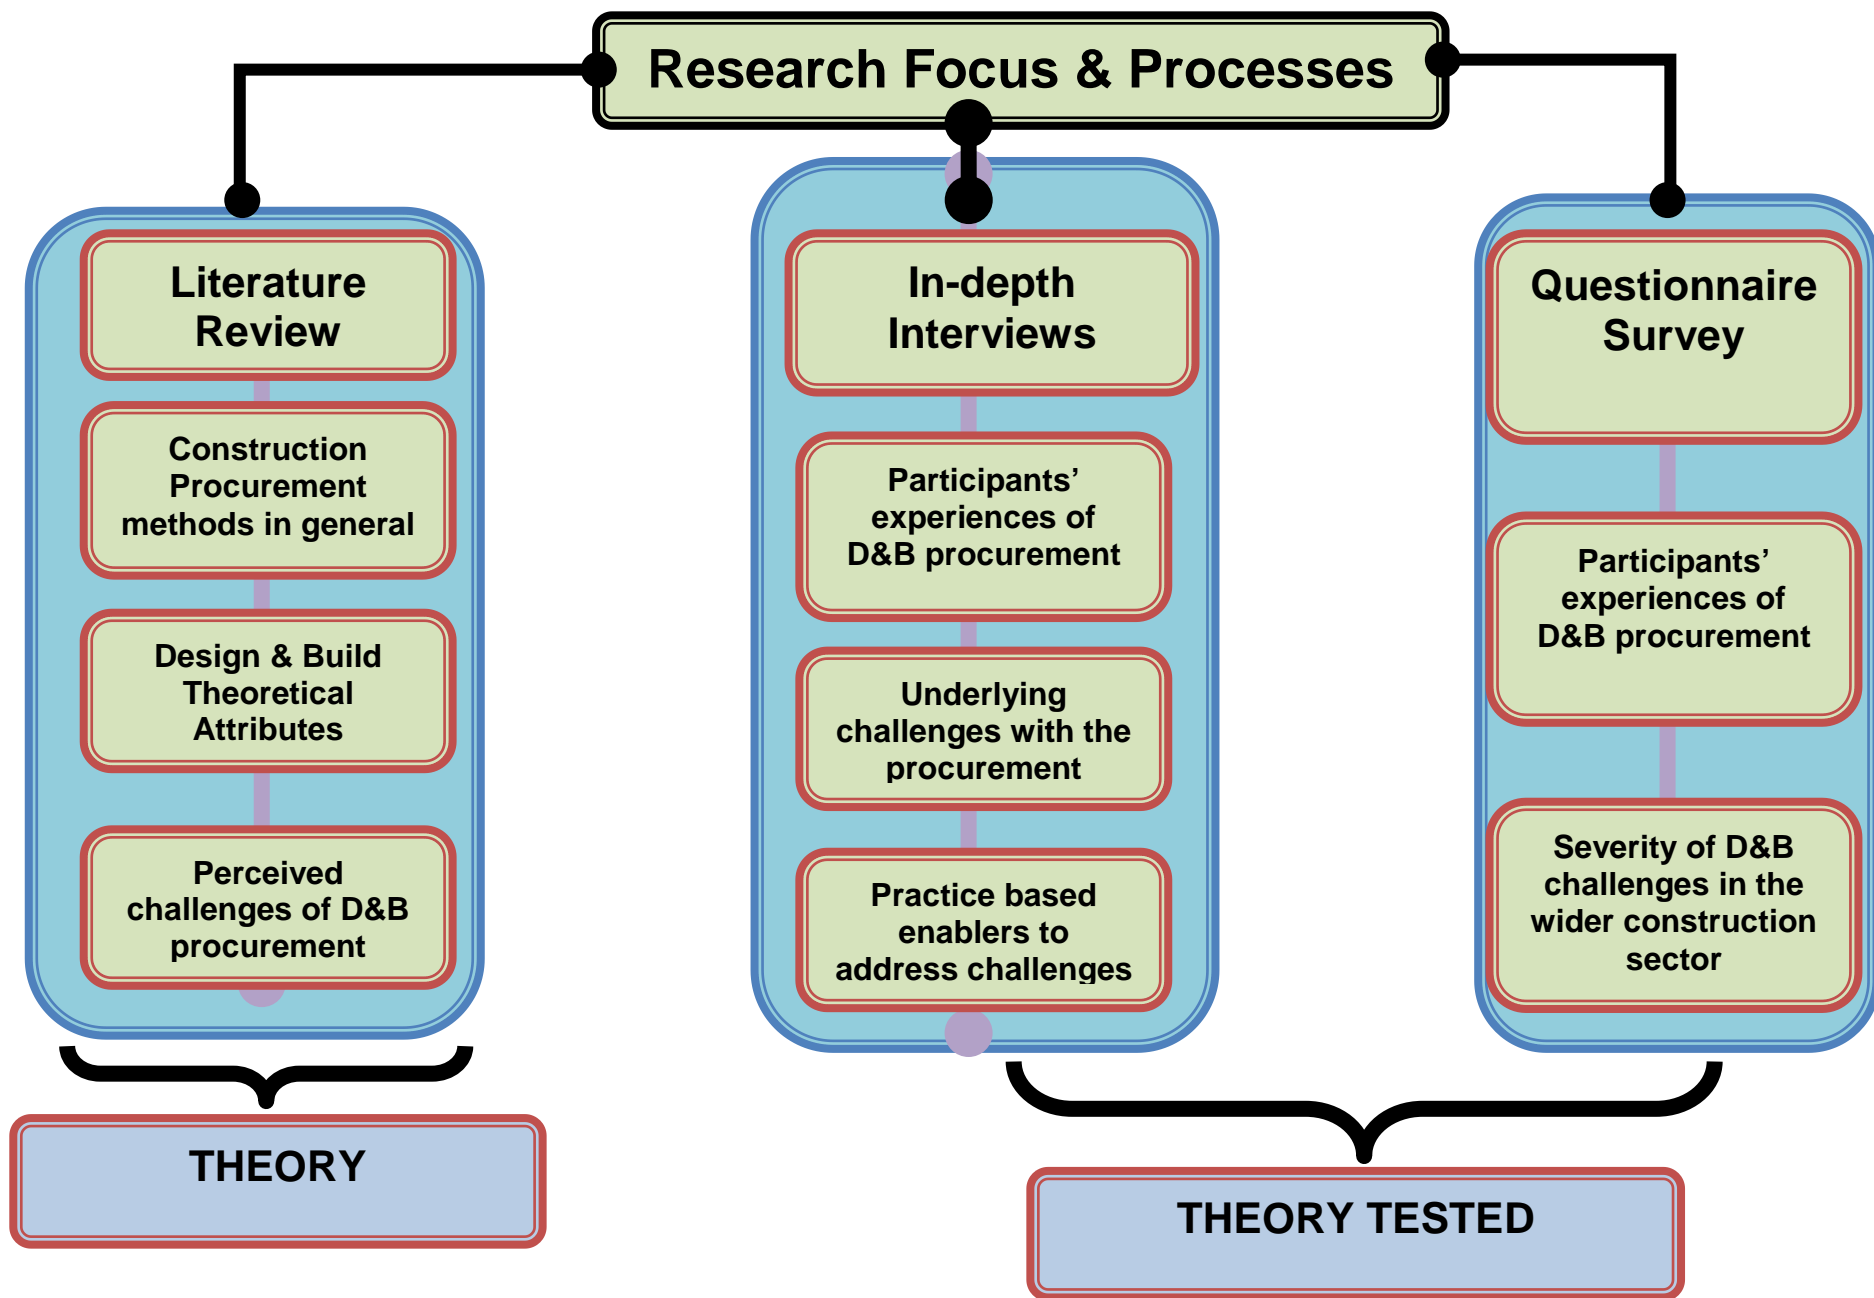 Research Focus & Processes
Literature
Review
Construction
Procurement
methods in general
Design & Build
Theoretical
Attributes
Perceived
challenges of D&B
procurement
THEORY
In-depth
Interviews
Participants’
experiences of
D&B procurement
Underlying
challenges with the
procurement
Practice based
enablers to
address challenges
Questionnaire
Survey
Participants’
experiences of
D&B procurement
Severity of D&B
challenges in the
wider construction
sector
THEORY TESTED